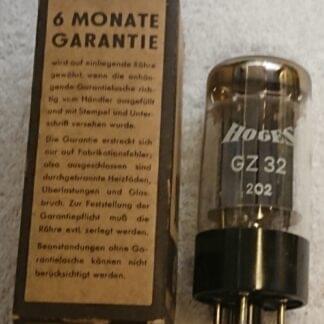 6 MONATE
GARANTIE
wird auf einliegende Röhre
gewährt, wenn die anhän-
gende Garantielasche rich-
tig vom Händler ausgefüllt
und mit Stempel und Unter-
schrift versehen wurde.
Die Garantie erstreckt sich
nur auf Fabrikationsfehler;
also ausgeschlossen sind
durchgebrannte Heizfäden,
Überlastungen und Glas-
bruch. Zur Feststellung der
Garantiepflicht muß die
Röhre evtl. zerlegt werden.
Beanstandungen ohne Ga-
rantielasche können nicht
berücksichtigt werden.
HOGES
GZ 32
202